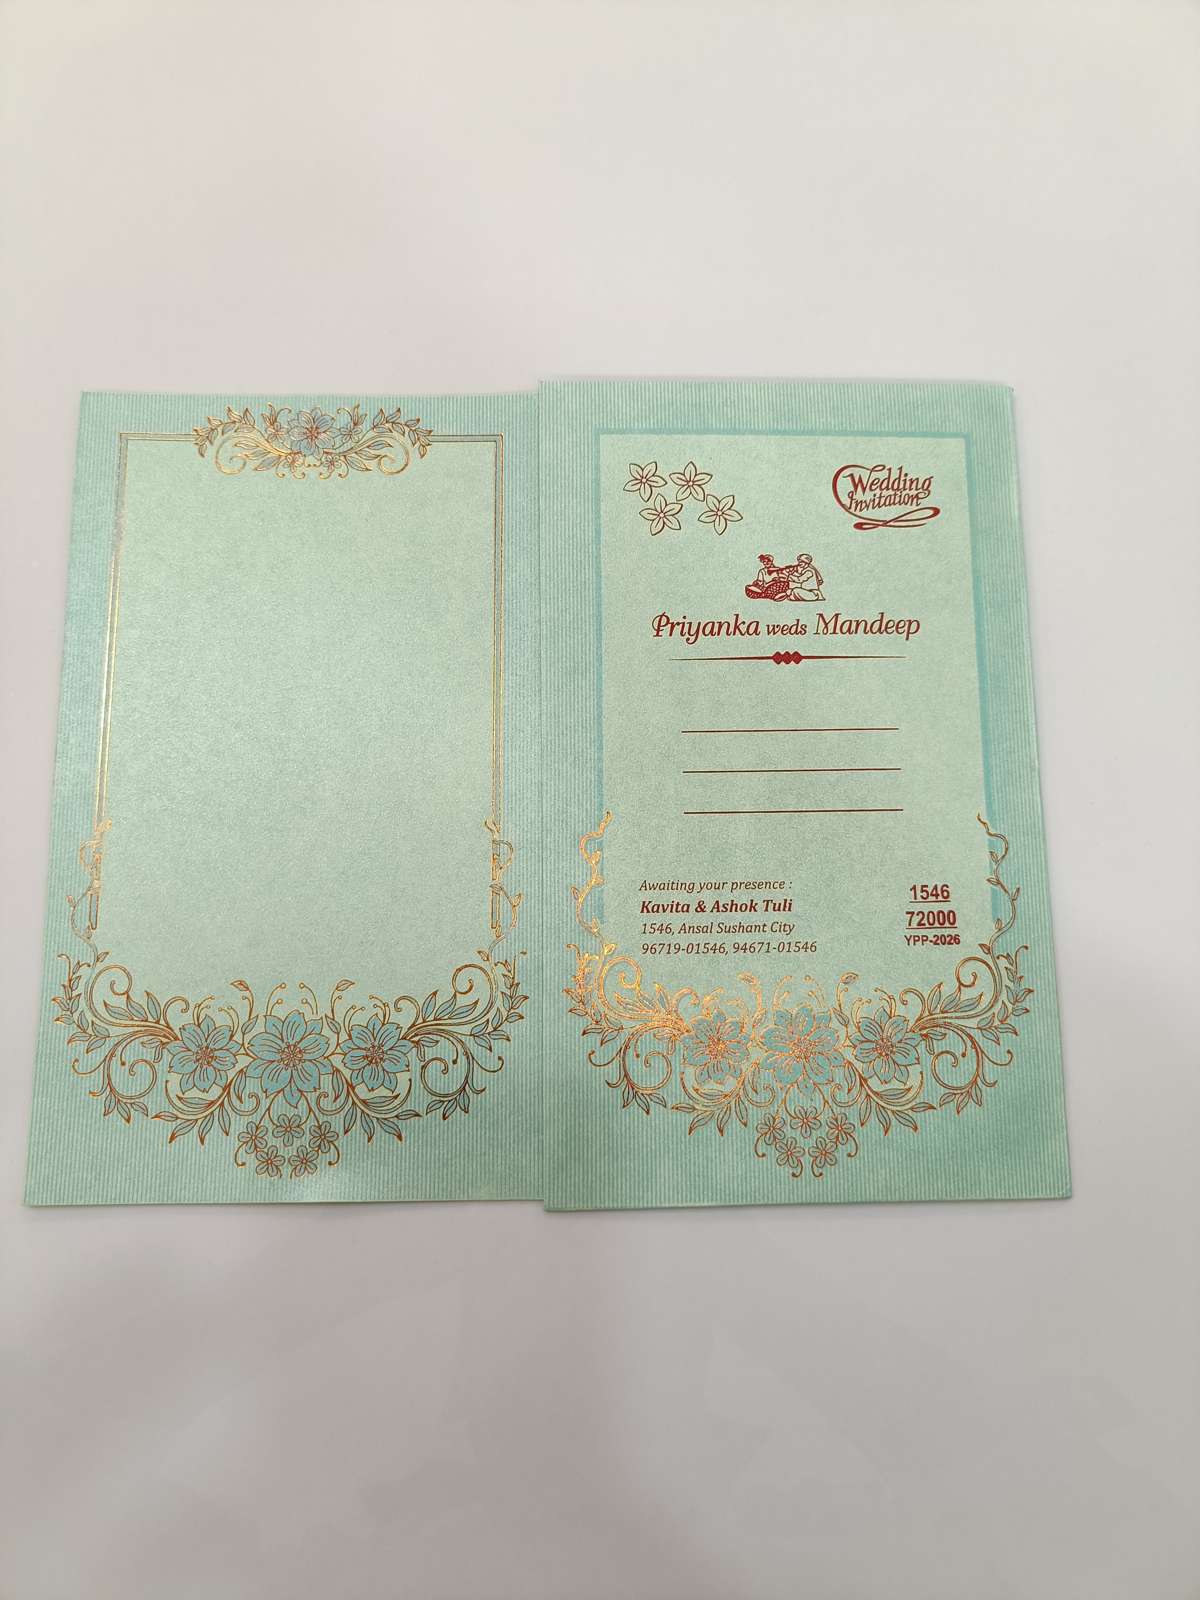 Wedding
Invitation
Priyanka weds Mandeep
Awaiting your presence :
Kavita & Ashok Tuli
1546, Ansal Sushant City
96719-01546, 94671-01546
1546
72000
YPP-2026